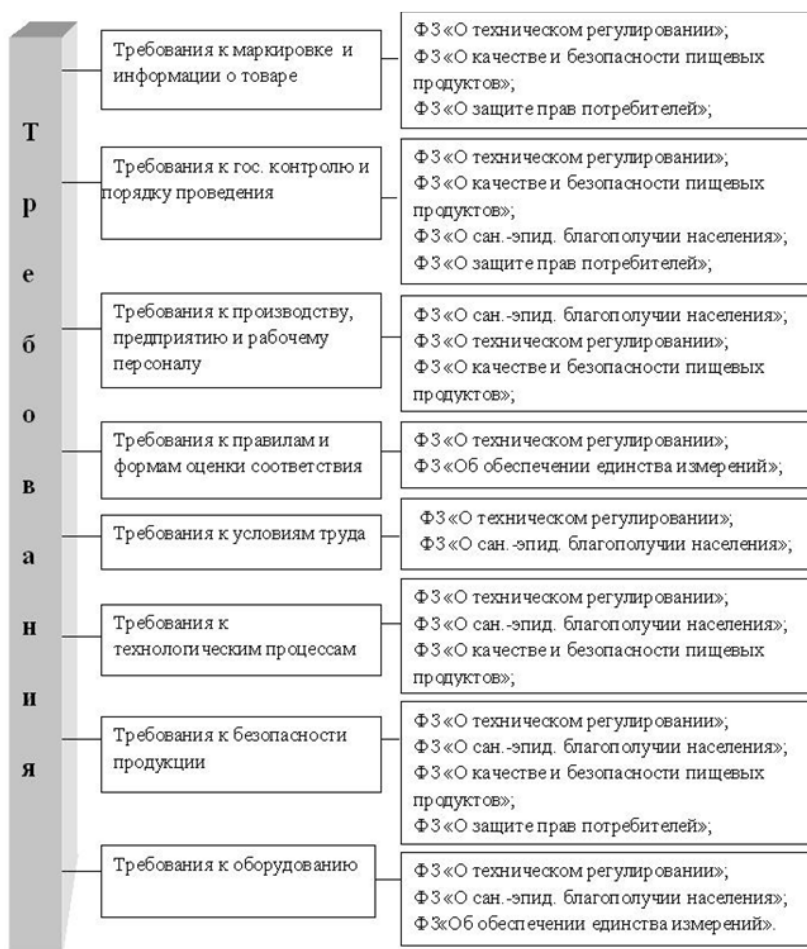 Требования
Требования к маркировке и
информации о товаре
ФЗ«О техническом регулировании»;
ФЗ«О качестве и безопасности пищевых
продуктов»;
ФЗ«О защите прав потребителей»;
Требования к гос. контролю и
порядку проведения
ФЗ«О техническом регулировании»;
ФЗ«О качестве и безопасности пищевых
продуктов»;
ФЗ«О сан.-эпид. благополучии населения»;
ФЗ«О защите прав потребителей»;
Требования к производству,
предприятию и рабочему
персоналу
ФЗ«О сан.-эпид. благополучии населения»;
ФЗ«О техническом регулировании»;
ФЗ«О качестве и безопасности пищевых
продуктов»;
Требования к правилам и
формам оценки соответствия
ФЗ«О техническом регулировании»;
ФЗ«Об обеспечении единства измерений»;
Требования к условиям труда
ФЗ«О техническом регулировании»;
ФЗ«О сан.-эпид. благополучии населения»;
Требования к
технологическим процессам
ФЗ«О техническом регулировании»;
ФЗ«О сан.-эпид. благополучии населения»;
ФЗ«О качестве и безопасности пищевых
продуктов»;
Требования к безопасности
продукции
ФЗ«О техническом регулировании»;
ФЗ«О сан.-эпид. благополучии населения»;
ФЗ«О качестве и безопасности пищевых
продуктов»;
ФЗ«О защите прав потребителей»;
Требования к оборудованию
ФЗ«О техническом регулировании»;
ФЗ«О сан.-эпид. благополучии населения»;
ФЗ«Об обеспечении единства измерений».